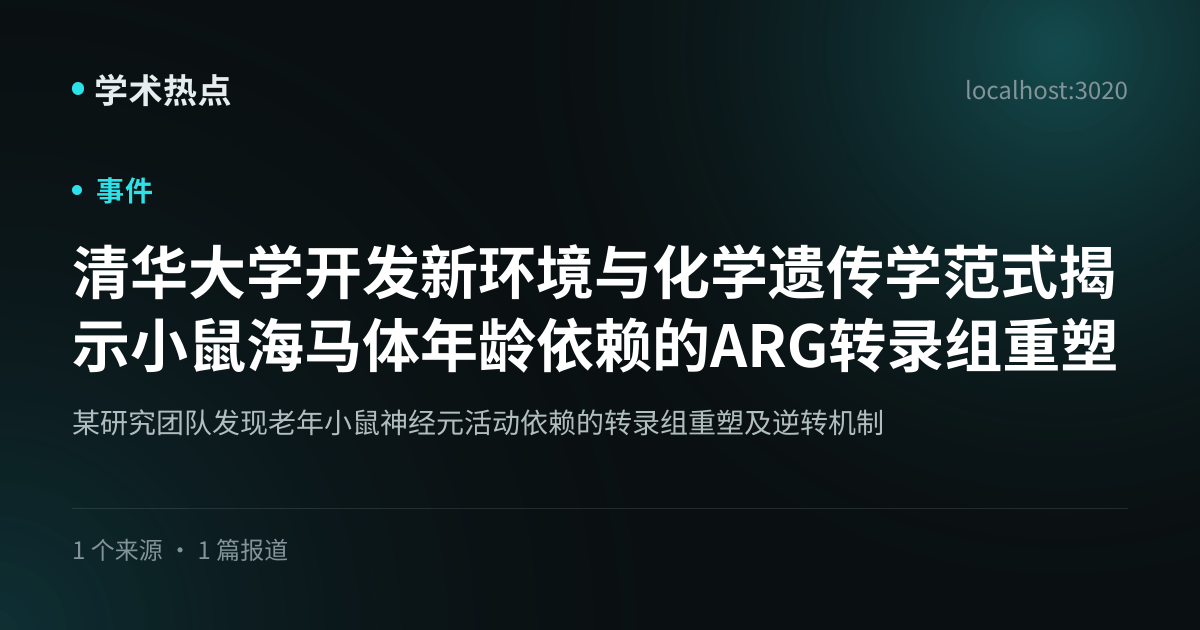 学术热点
localhost:3020
事件
清华大学开发新环境与化学遗传学范式揭
示小鼠海马体年龄依赖的ARG转录组重塑
某研究团队发现老年小鼠神经元活动依赖的转录组重塑及逆转机制
1 个来源 · 1 篇报道